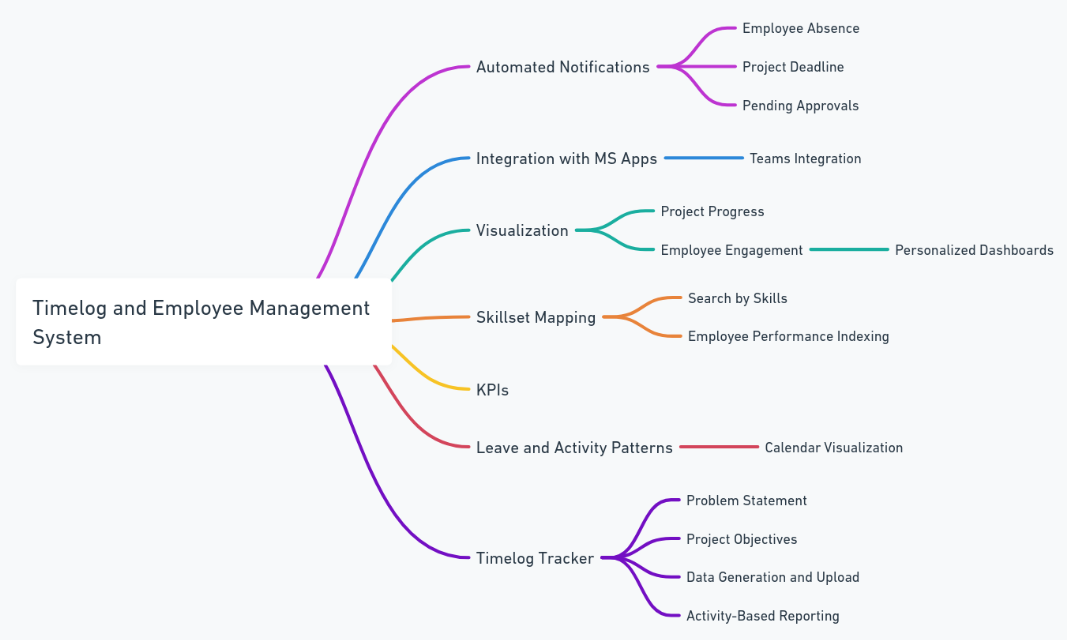 Timelog and Employee Management
System
Automated Notifications
Employee Absence
Project Deadline
Pending Approvals
Integration with MS Apps
Teams Integration
Visualization
Project Progress
Employee Engagement
Personalized Dashboards
Skillset Mapping
Search by Skills
Employee Performance Indexing
KPIs
Leave and Activity Patterns
Calendar Visualization
Timelog Tracker
Problem Statement
Project Objectives
Data Generation and Upload
Activity-Based Reporting